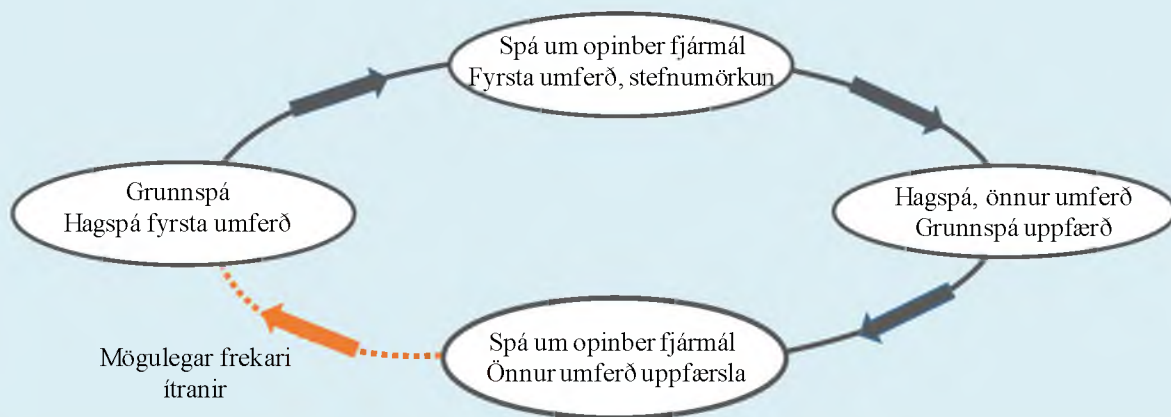 Spá um opinber fjármál
Fyrsta umferð, stefnumörkun
Grunnspá
Hagspá fyrsta umferð
Hagspá, önnur umferð
Grunnspá uppfærð
Spá um opinber fjármál
Önnur umferð uppfærsla
Mögulegar frekari
ítranir